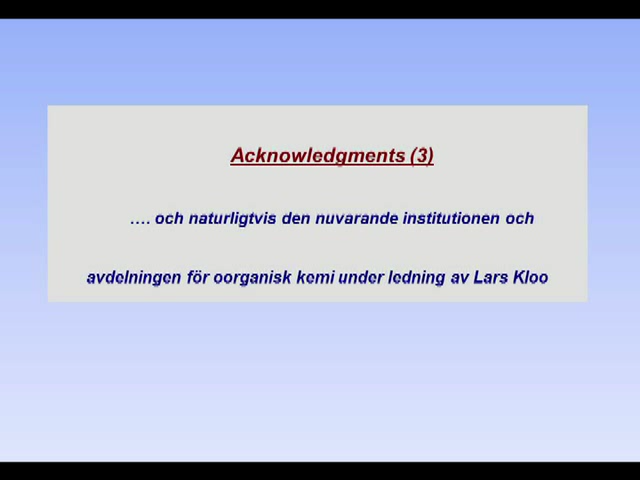 Acknowledgments (3)
…. och naturligtvis den nuvarande institutionen och
avdelningen för oorganisk kemi under ledning av Lars Kloo